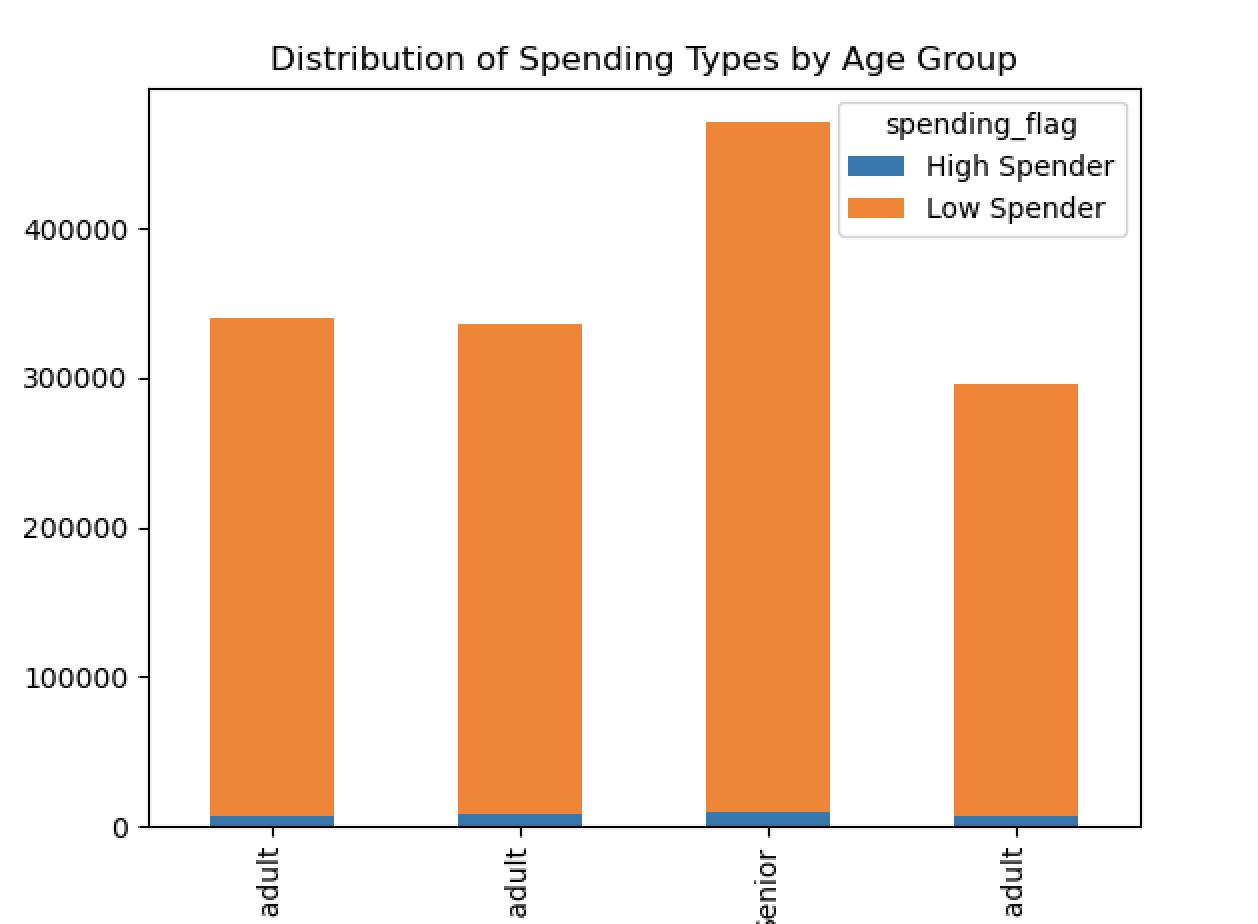 Distribution of Spending Types by Age Group
spending_flag
High Spender
Low Spender
400000
300000
200000
100000
0
adult
adult
adult